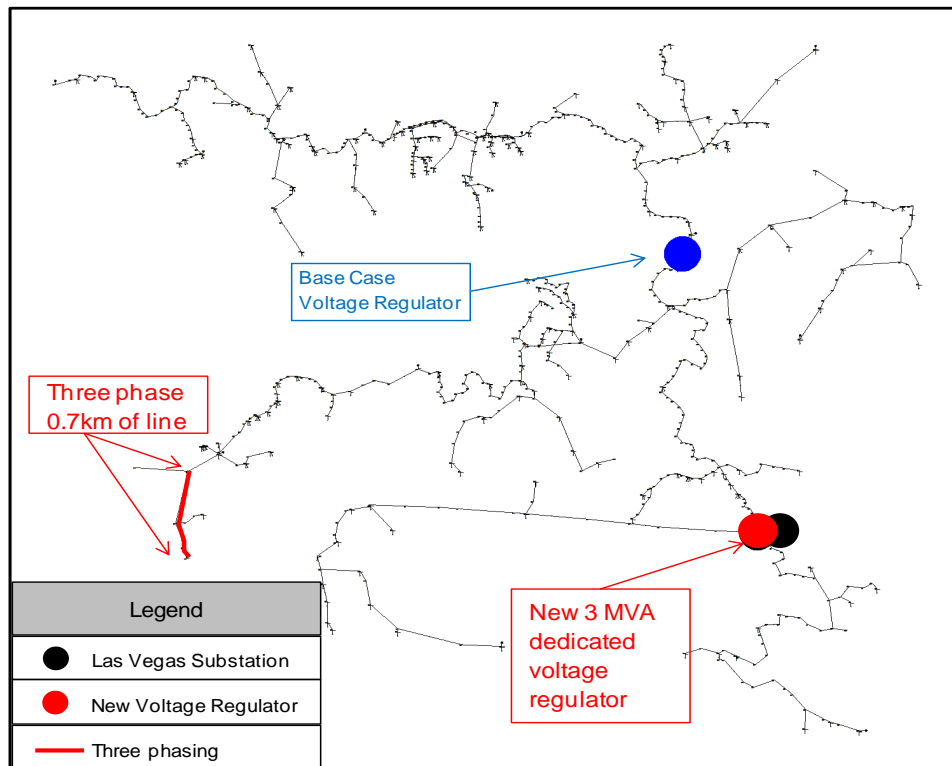 Base Case
Voltage Regulator
Three phase
0.7km of line
New 3 MVA
dedicated
voltage
regulator
Legend
Las Vegas Substation
New Voltage Regulator
Three phasing